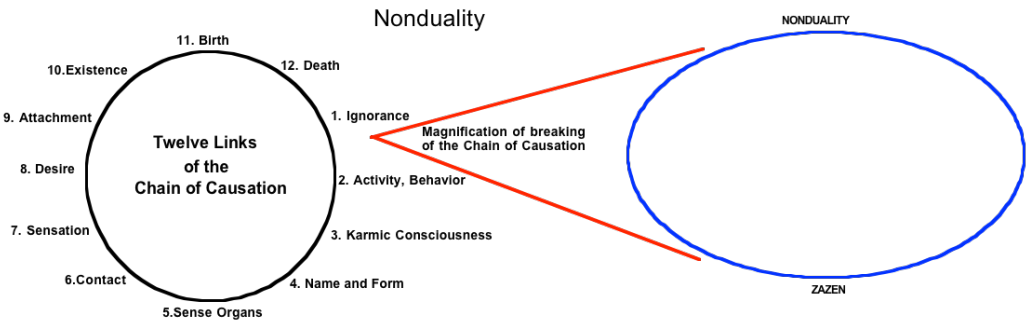 Nonduality
NONDUALITY
11. Birth
12. Death
10.Existence
1. Ignorance
9. Attachment
Magnification of breaking
of the Chain of Causation
Twelve Links
of the
Chain of Causation
8. Desire
2. Activity, Behavior
7. Sensation
3. Karmic Consciousness
6.Contact
4. Name and Form
5.Sense Organs
ZAZEN